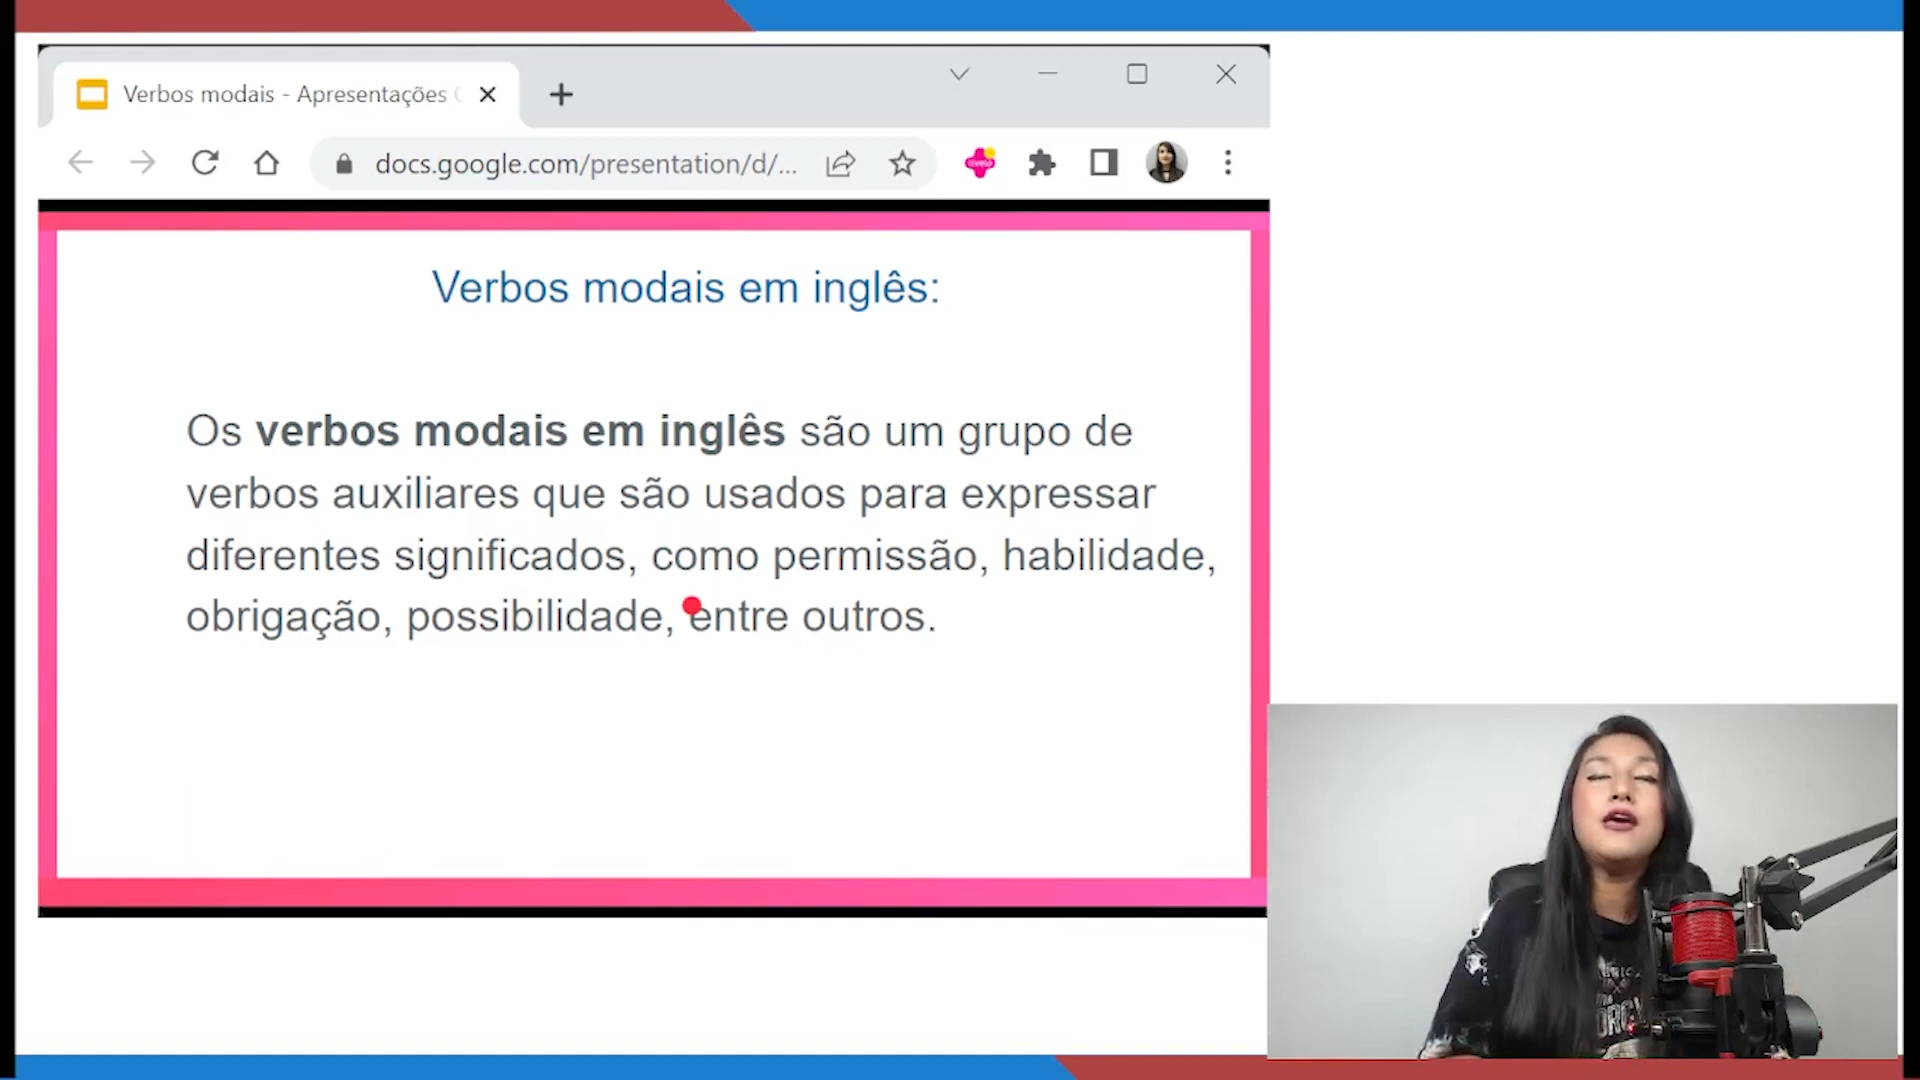 Verbos modais - Apresentações
docs.google.com/presentation/d/...
Verbos modais em inglês:
Os verbos modais em inglês são um grupo de
verbos auxiliares que são usados para expressar
diferentes significados, como permissão, habilidade,
obrigação, possibilidade, entre outros.